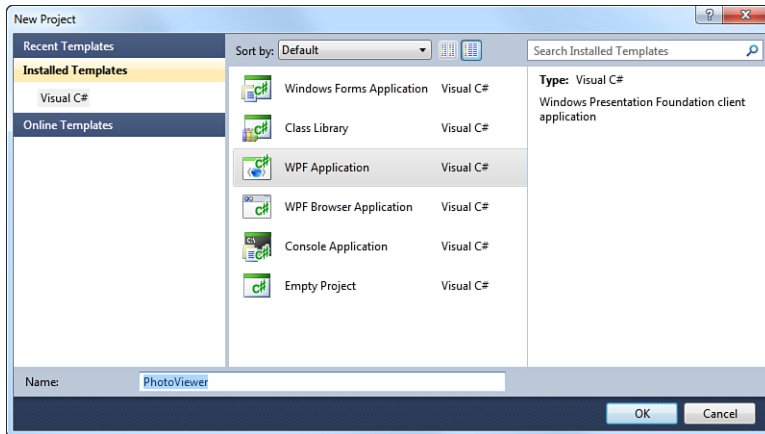 New Project
?
X
Recent Templates
Installed Templates
Visual C#
Online Templates
Sort by: Default
Windows Forms Application Visual C#
Class Library Visual C#
WPF Application Visual C#
WPF Browser Application Visual C#
Console Application Visual C#
Empty Project Visual C#
Search Installed Templates
Type: Visual C#
Windows Presentation Foundation client
application
Name: PhotoViewer
OK Cancel